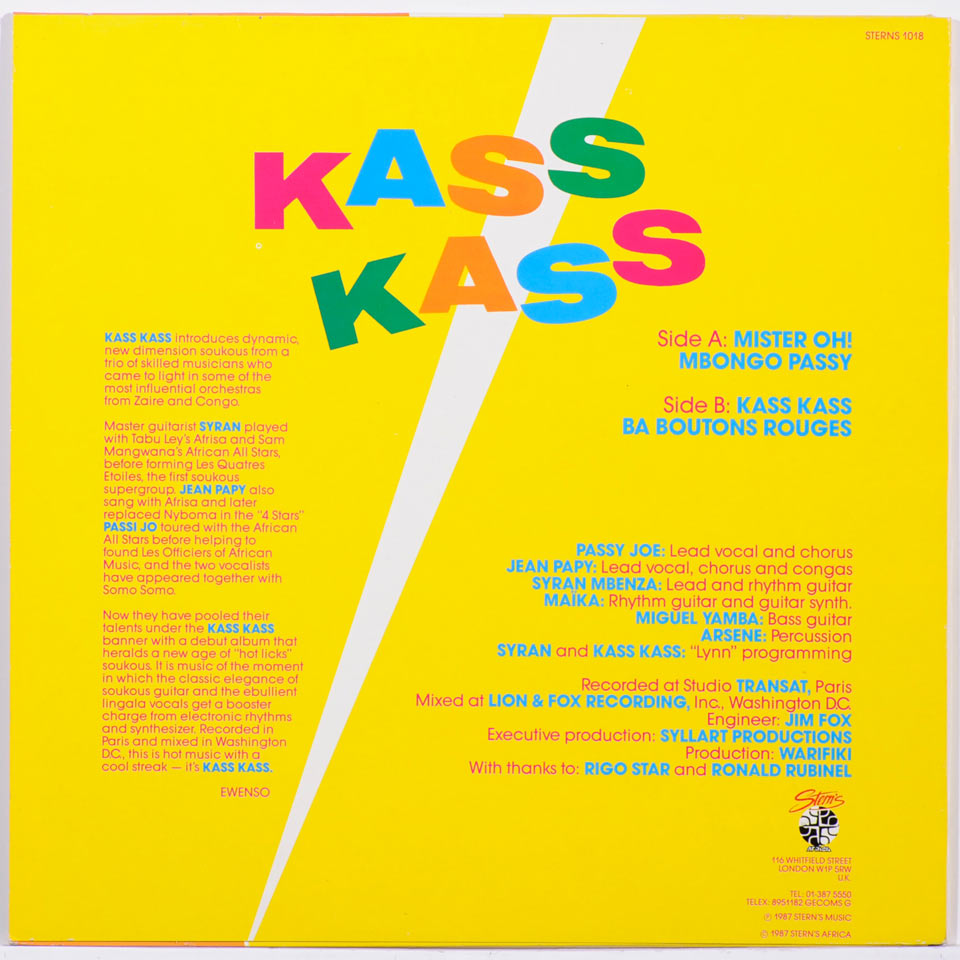 STERNS 1018
KASS
KASS
KASS KASS introduces dynamic,
new dimension soukous from a
trio of skilled musicians who
came to light in some of the
most influential orchestras
from Zaire and Congo.
Master guitarist SYRAN played
with Tabu Ley's Afrisa and Sam
Mangwana's African All Stars,
before forming Les Quatres
Etoiles, the first soukous
supergroup. JEAN PAPY also
sang with Afrisa and later
replaced Nyboma in the "4 Stars"
PASSI JO toured with the African
All Stars before helping to
found Les Officiers of African
Music, and the two vocalists
have appeared together with
Somo Somo.
Now they have pooled their
talents under the KASS KASS
banner with a debut album that
heralds a new age of "hot licks"
soukous. It is music of the moment
in which the classic elegance of
soukous guitar and the ebullient
lingala vocals get a booster
charge from electronic rhythms
and synthesizer. Recorded in
Paris and mixed in Washington
D.C., this is hot music with a
cool streak — it's KASS KASS.
EWENSO
Side A: MISTER OH!
MBONGO PASSY
Side B: KASS KASS
BA BOUTONS ROUGES
PASSY JOE: Lead vocal and chorus
JEAN PAPY: Lead vocal, chorus and congas
SYRAN MBENZA: Lead and rhythm guitar
MAÏKA: Rhythm guitar and guitar synth.
MIGUEL YAMBA: Bass guitar
ARSENE: Percussion
SYRAN and KASS KASS: "Lynn" programming
Recorded at Studio TRANSAT, Paris
Mixed at LION & FOX RECORDING, Inc., Washington D.C.
Engineer: JIM FOX
Executive production: SYLLART PRODUCTIONS
Production: WARIFIKI
With thanks to: RIGO STAR and RONALD RUBINEL
Stern's
AFRICA
116 WHITFIELD STREET
LONDON W1P 5RW
U.K.
TEL: 01-387 5550
TELEX: 8951182 GECOMS G
℗ 1987 STERN'S MUSIC
© 1987 STERN'S AFRICA